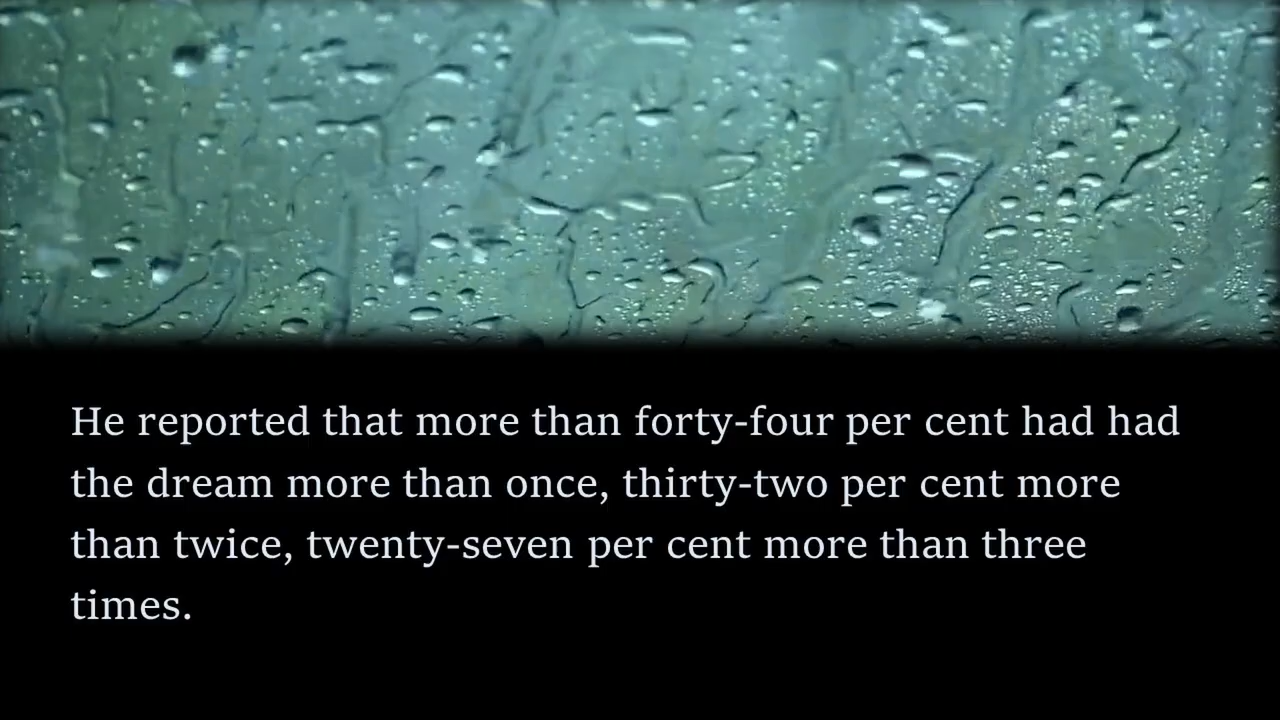 He reported that more than forty-four per cent had had
the dream more than once, thirty-two per cent more
than twice, twenty-seven per cent more than three
times.